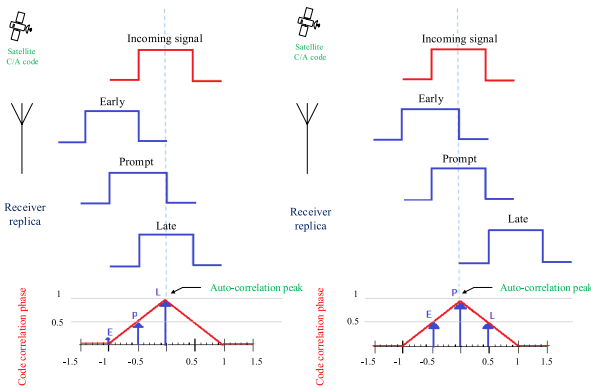 Incoming signal
Satellite
C/A code
Early
Prompt
Receiver
replica
Late
L
Auto-correlation peak
1
P
0.5
E
Code correlation phase
-1.5
-1
-0.5
0
0.5
1
1.5
Incoming signal
Satellite
C/A code
Early
Prompt
Receiver
replica
Late
P
Auto-correlation peak
1
E
L
0.5
Code correlation phase
-1.5
-1
-0.5
0
0.5
1
1.5